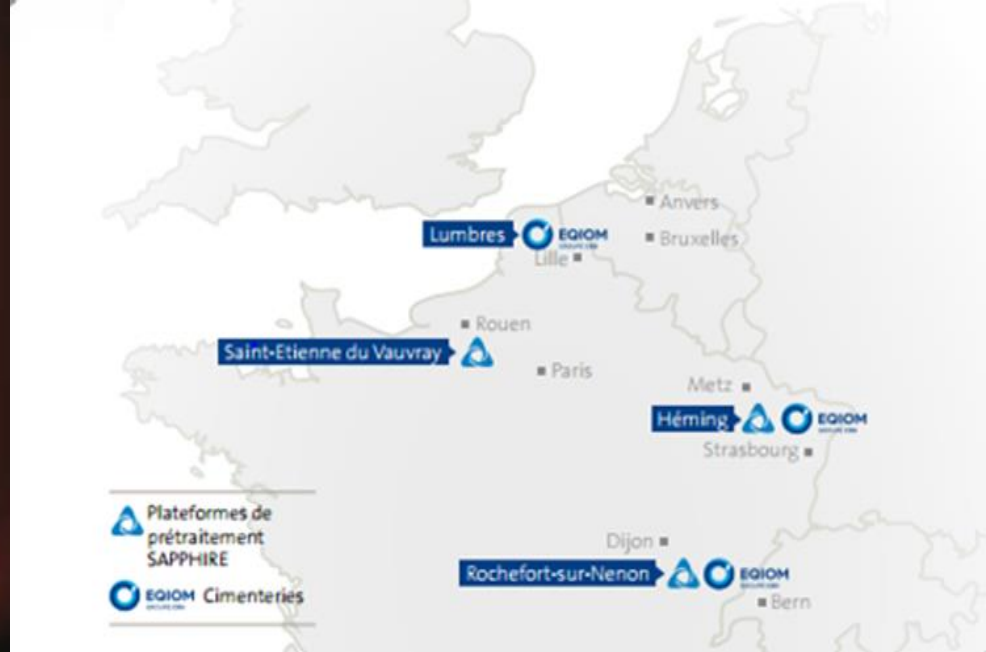 Anvers
Lumbres EQIOM
Bruxelles
Lille
Rouen
Saint-Etienne du Vauvray
Paris
Metz
Héming EQIOM
Strasbourg
Dijon
Rochefort-sur-Nenon EQIOM
Bern
Plateformes de
prétraitement
SAPPHIRE
EQIOM Cimenteries